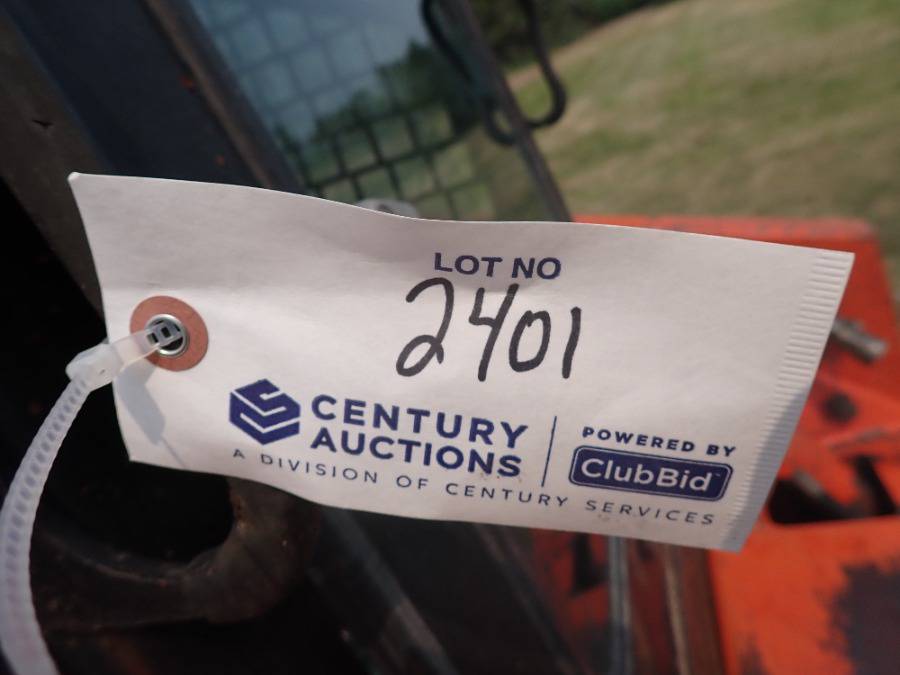 LOT NO
2401
CENTURY
AUCTIONS
A DIVISION OF CENTURY SERVICES
POWERED BY
ClubBid